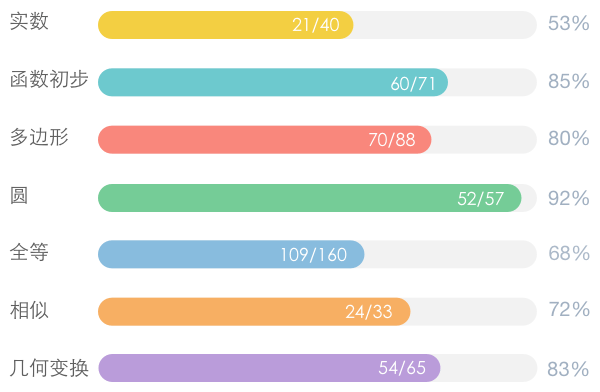 实数 21/40 53%
函数初步 60/71 85%
多边形 70/88 80%
圆 52/57 92%
全等 109/160 68%
相似 24/33 72%
几何变换 54/65 83%